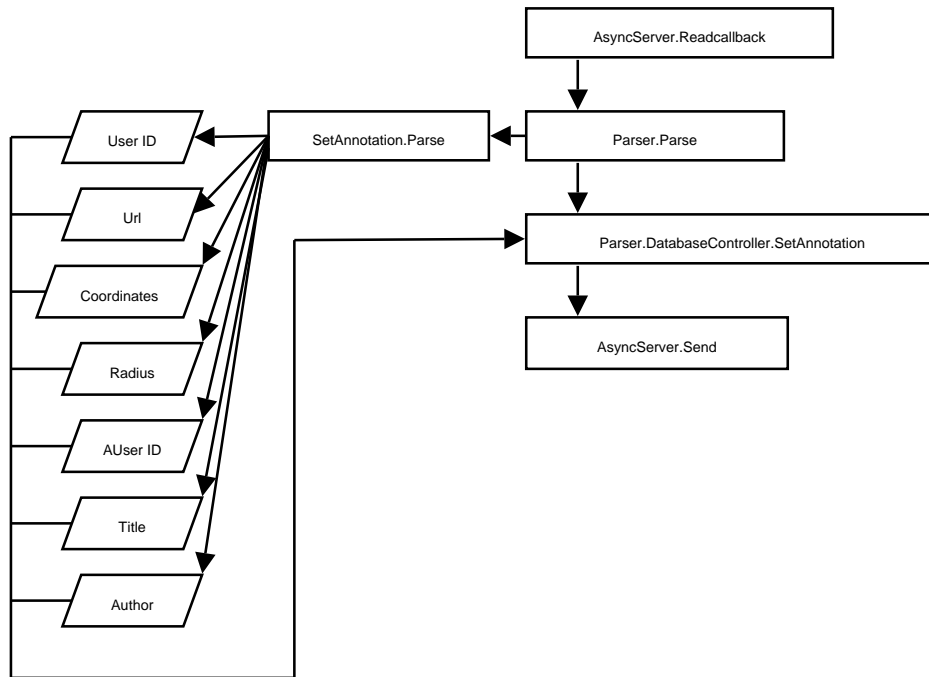 AsyncServer.Readcallback
User ID
SetAnnotation.Parse
Parser.Parse
Url
Parser.DatabaseController.SetAnnotation
Coordinates
AsyncServer.Send
Radius
AUser ID
Title
Author